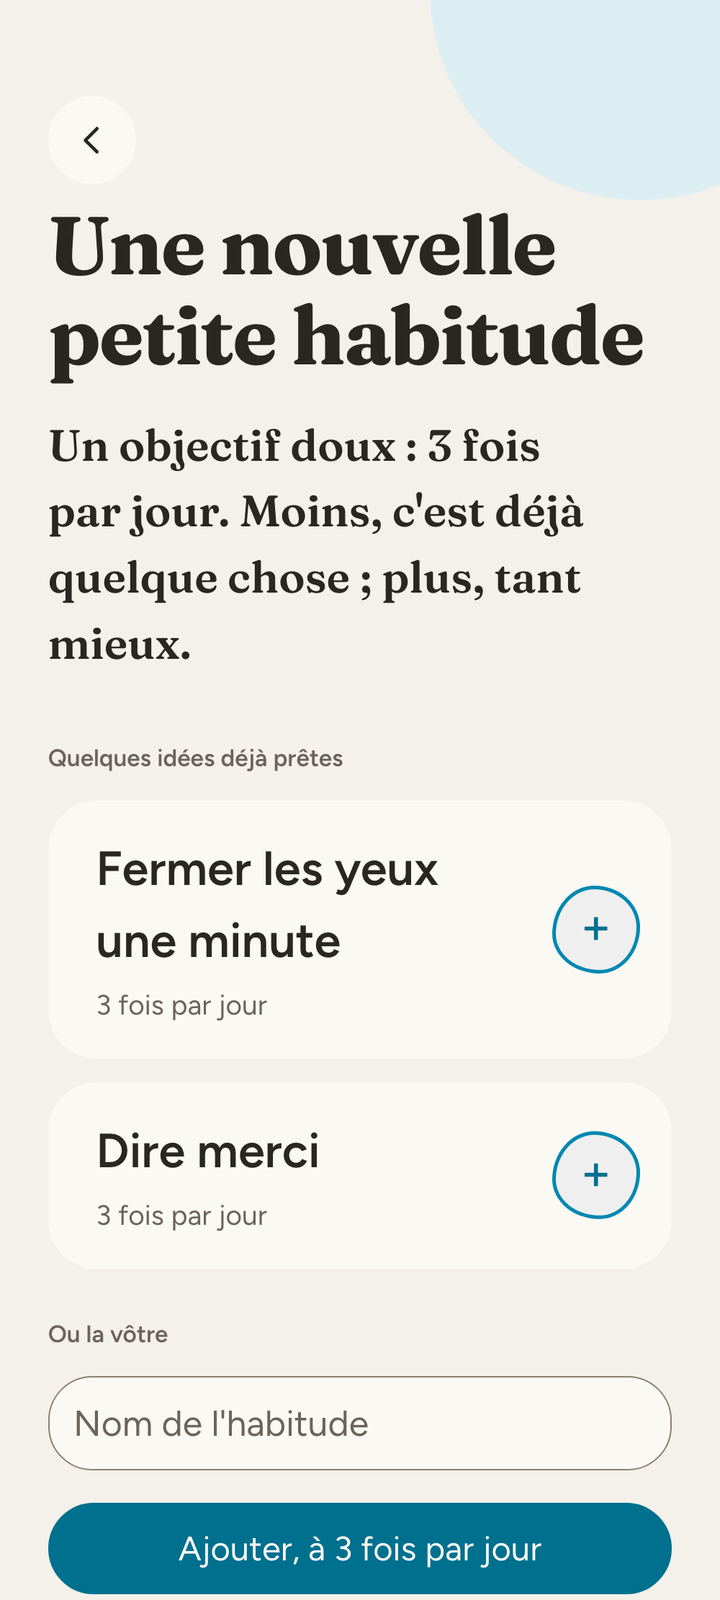 Une nouvelle
petite habitude
Un objectif doux : 3 fois
par jour. Moins, c'est déjà
quelque chose ; plus, tant
mieux.
Quelques idées déjà prêtes
Fermer les yeux
une minute
3 fois par jour
+
Dire merci
3 fois par jour
+
Ou la vôtre
Nom de l'habitude
Ajouter, à 3 fois par jour